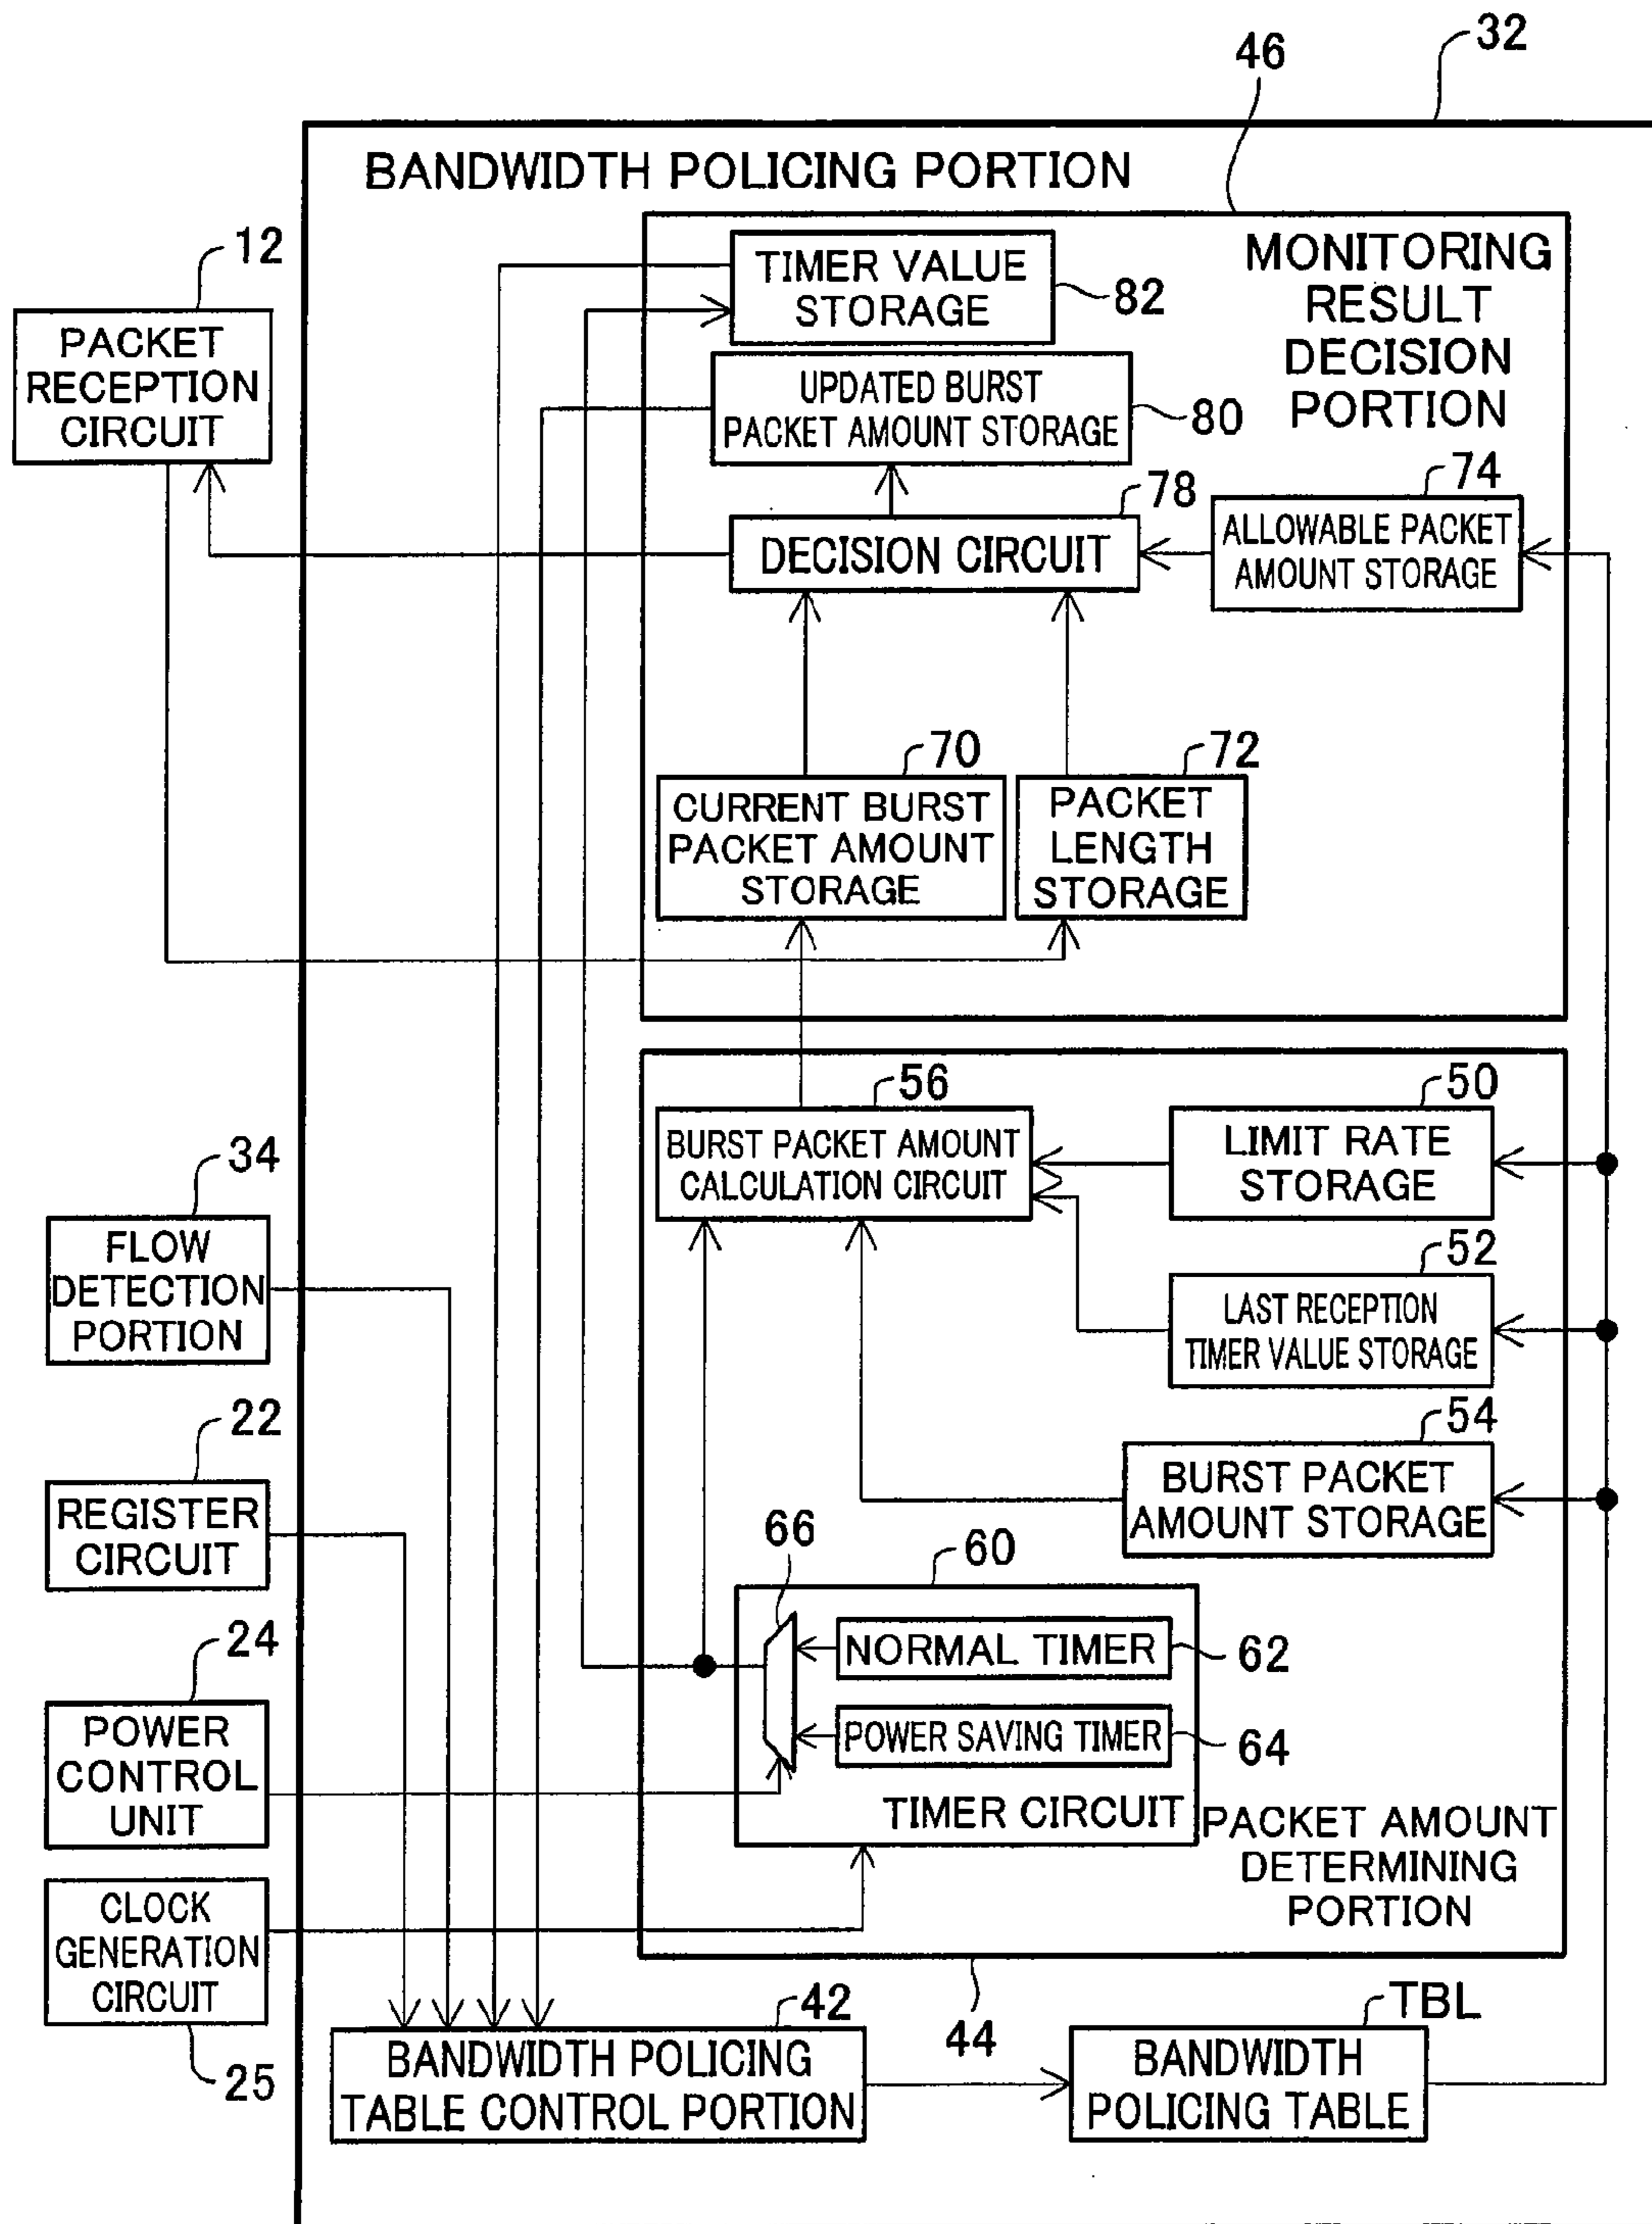 32
46
BANDWIDTH POLICING PORTION
12
PACKET
RECEPTION
CIRCUIT
TIMER VALUE
STORAGE
82
MONITORING
RESULT
DECISION
PORTION
UPDATED BURST
PACKET AMOUNT STORAGE
80
78
DECISION CIRCUIT
74
ALLOWABLE PACKET
AMOUNT STORAGE
70
CURRENT BURST
PACKET AMOUNT
STORAGE
72
PACKET
LENGTH
STORAGE
56
BURST PACKET AMOUNT
CALCULATION CIRCUIT
50
LIMIT RATE
STORAGE
34
FLOW
DETECTION
PORTION
52
LAST RECEPTION
TIMER VALUE STORAGE
22
REGISTER
CIRCUIT
54
BURST PACKET
AMOUNT STORAGE
66
60
NORMAL TIMER
62
POWER SAVING TIMER
64
TIMER CIRCUIT
24
POWER
CONTROL
UNIT
PACKET AMOUNT
DETERMINING
PORTION
CLOCK
GENERATION
CIRCUIT
25
42
BANDWIDTH POLICING
TABLE CONTROL PORTION
44
TBL
BANDWIDTH
POLICING TABLE